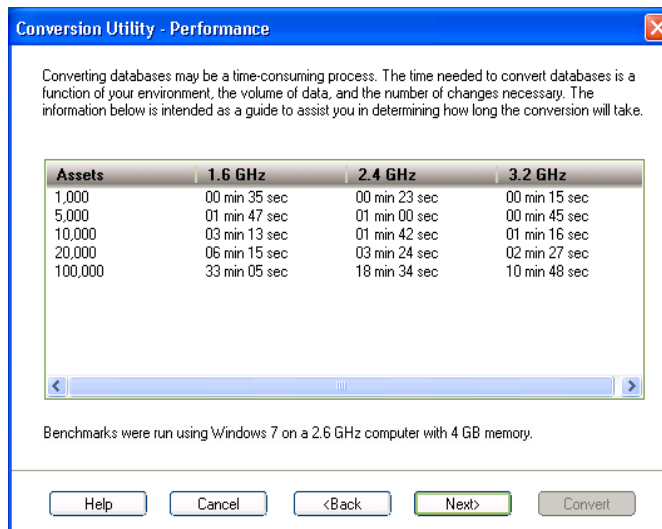 Conversion Utility - Performance
Converting databases may be a time-consuming process. The time needed to convert databases is a
function of your environment, the volume of data, and the number of changes necessary. The
information below is intended as a guide to assist you in determining how long the conversion will take.
Assets 1.6 GHz 2.4 GHz 3.2 GHz
1,000 00 min 35 sec 00 min 23 sec 00 min 15 sec
5,000 01 min 47 sec 01 min 00 sec 00 min 45 sec
10,000 03 min 13 sec 01 min 42 sec 01 min 16 sec
20,000 06 min 15 sec 03 min 24 sec 02 min 27 sec
100,000 33 min 05 sec 18 min 34 sec 10 min 48 sec
Benchmarks were run using Windows 7 on a 2.6 GHz computer with 4 GB memory.
Help Cancel <Back Next> Convert